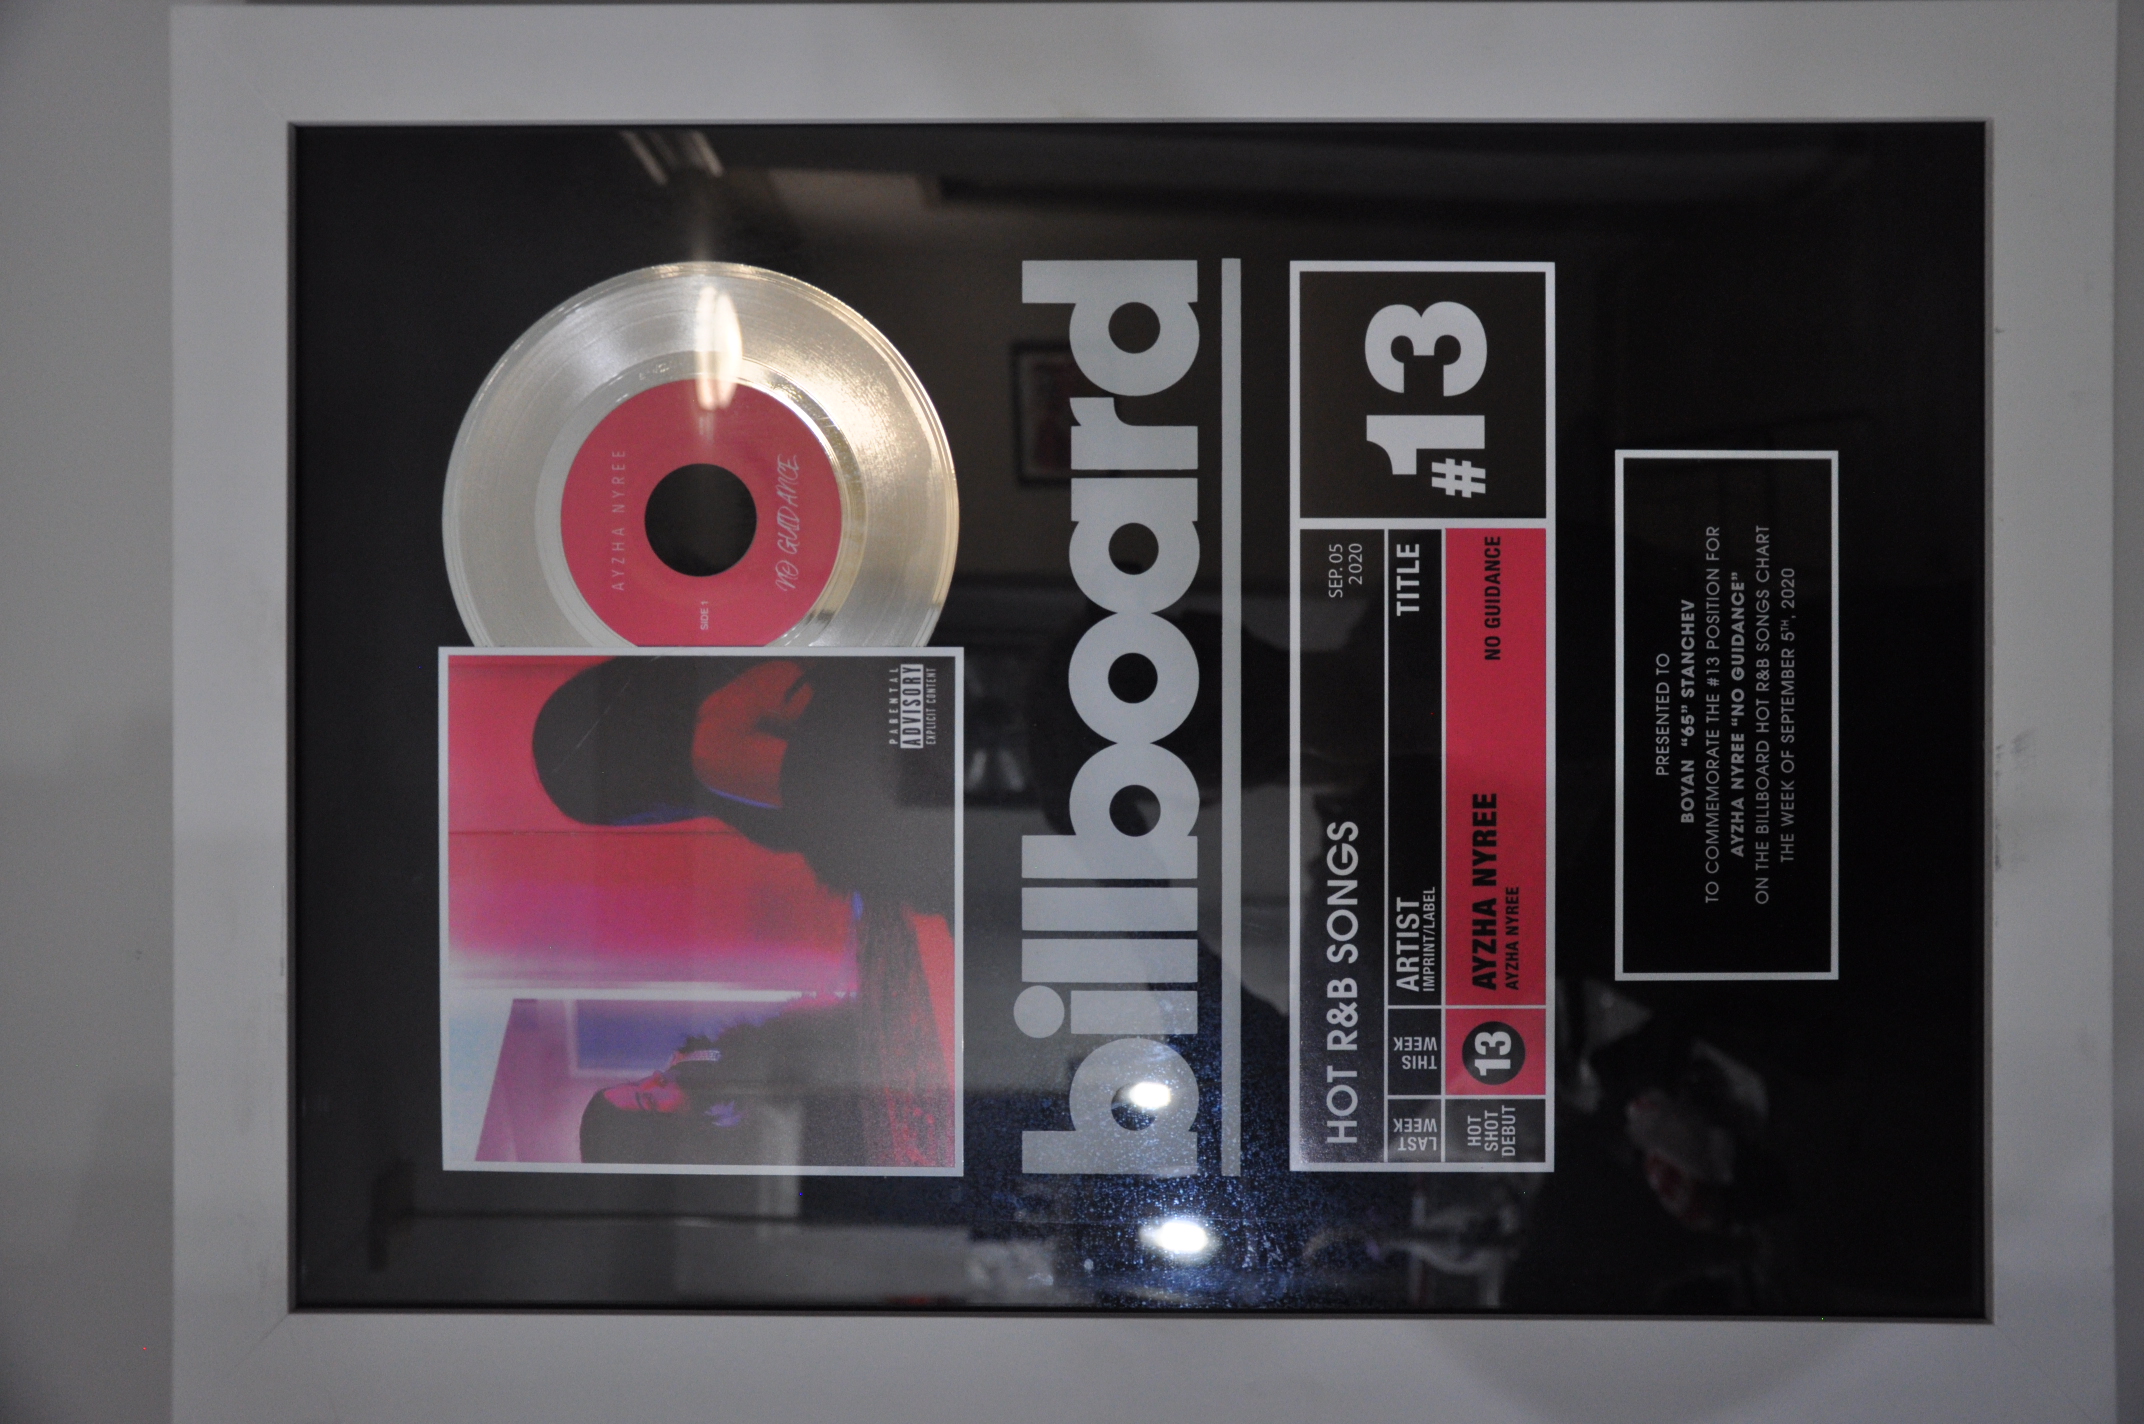 AYZHA NYREE
SIDE 1
NO GUIDANCE
PARENTAL
ADVISORY
EXPLICIT CONTENT
billboard
HOT R&B SONGS
SEP. 05
2020
#13
LAST
WEEK
THIS
WEEK
ARTIST
IMPRINT/LABEL
TITLE
HOT
SHOT
DEBUT
13
AYZHA NYREE
AYZHA NYREE
NO GUIDANCE
PRESENTED TO
BOYAN "65" STANCHEV
TO COMMEMORATE THE #13 POSITION FOR
AYZHA NYREE "NO GUIDANCE"
ON THE BILLBOARD HOT R&B SONGS CHART
THE WEEK OF SEPTEMBER 5TH, 2020